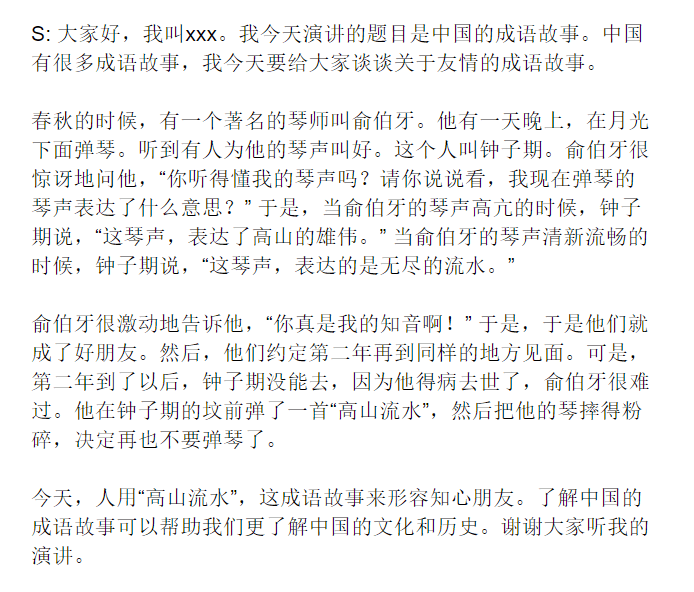 S: 大家好，我叫xxx。我今天演讲的题目是中国的成语故事。中国
有很多成语故事，我今天要给大家谈谈关于友情的成语故事。
春秋的时候，有一个著名的琴师叫俞伯牙。他有一天晚上，在月光
下面弹琴。听到有人为他的琴声叫好。这个人叫钟子期。俞伯牙很
惊讶地问他，“你听得懂我的琴声吗？请你说说看，我现在弹琴的
琴声表达了什么意思？” 于是，当俞伯牙的琴声高亢的时候，钟子
期说，“这琴声，表达了高山的雄伟。” 当俞伯牙的琴声清新流畅的
时候，钟子期说，“这琴声，表达的是无尽的流水。”
俞伯牙很激动地告诉他，“你真是我的知音啊！” 于是，于是他们就
成了好朋友。然后，他们约定第二年再到同样的地方见面。可是，
第二年到了以后，钟子期没能去，因为他得病去世了，俞伯牙很难
过。他在钟子期的坟前弹了一首“高山流水”，然后把他的琴摔得粉
碎，决定再也不要弹琴了。
今天，人用“高山流水”，这成语故事来形容知心朋友。了解中国的
成语故事可以帮助我们更了解中国的文化和历史。谢谢大家听我的
演讲。